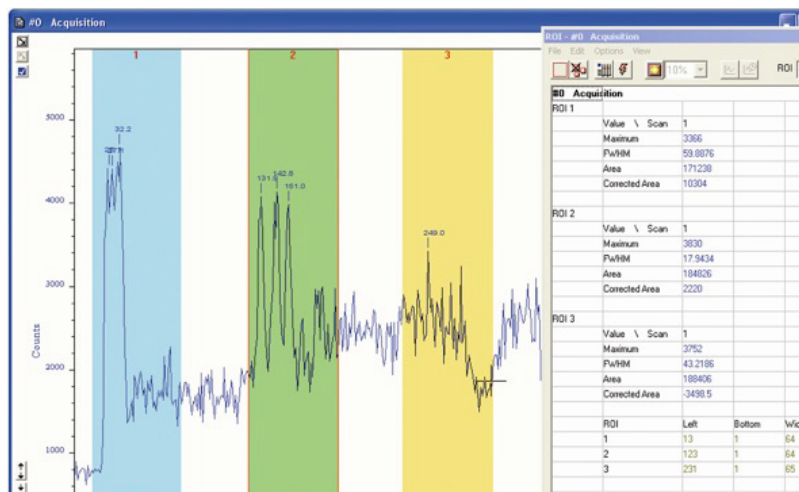 #0 Acquisition
1
2
3
5000
4000
3000
2000
1000
Counts
32.2
131.
142.8
161.0
249.0
ROI - #0 Acquisition
File Edit Options View
10%
ROI
#0 Acquisition
ROI 1
Value \ Scan 1
Maximum 3366
FWHM 59.8876
Area 171238
Corrected Area 10304
ROI 2
Value \ Scan 1
Maximum 3830
FWHM 17.9434
Area 184826
Corrected Area 2220
ROI 3
Value \ Scan 1
Maximum 3752
FWHM 43.2186
Area 188406
Corrected Area -3498.5
ROI Left Bottom Wid
1 13 1 64
2 123 1 64
3 231 1 65